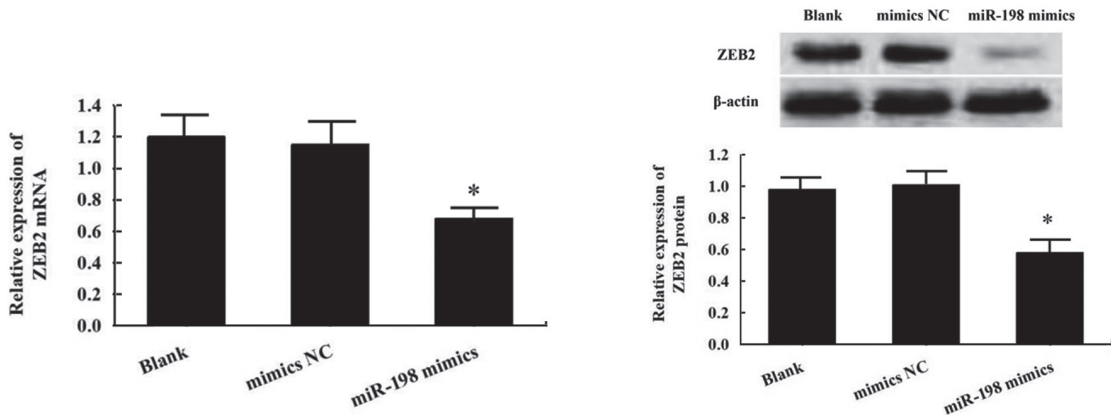 Relative expression of
ZEB2 mRNA
1.4
1.2
1.0
0.8
0.6
0.4
0.2
0.0
*
Blank
mimics NC
miR-198 mimics
Blank mimics NC miR-198 mimics
ZEB2
β-actin
Relative expression of
ZEB2 protein
1.2
1.0
0.8
0.6
0.4
0.2
0.0
*
Blank
mimics NC
miR-198 mimics